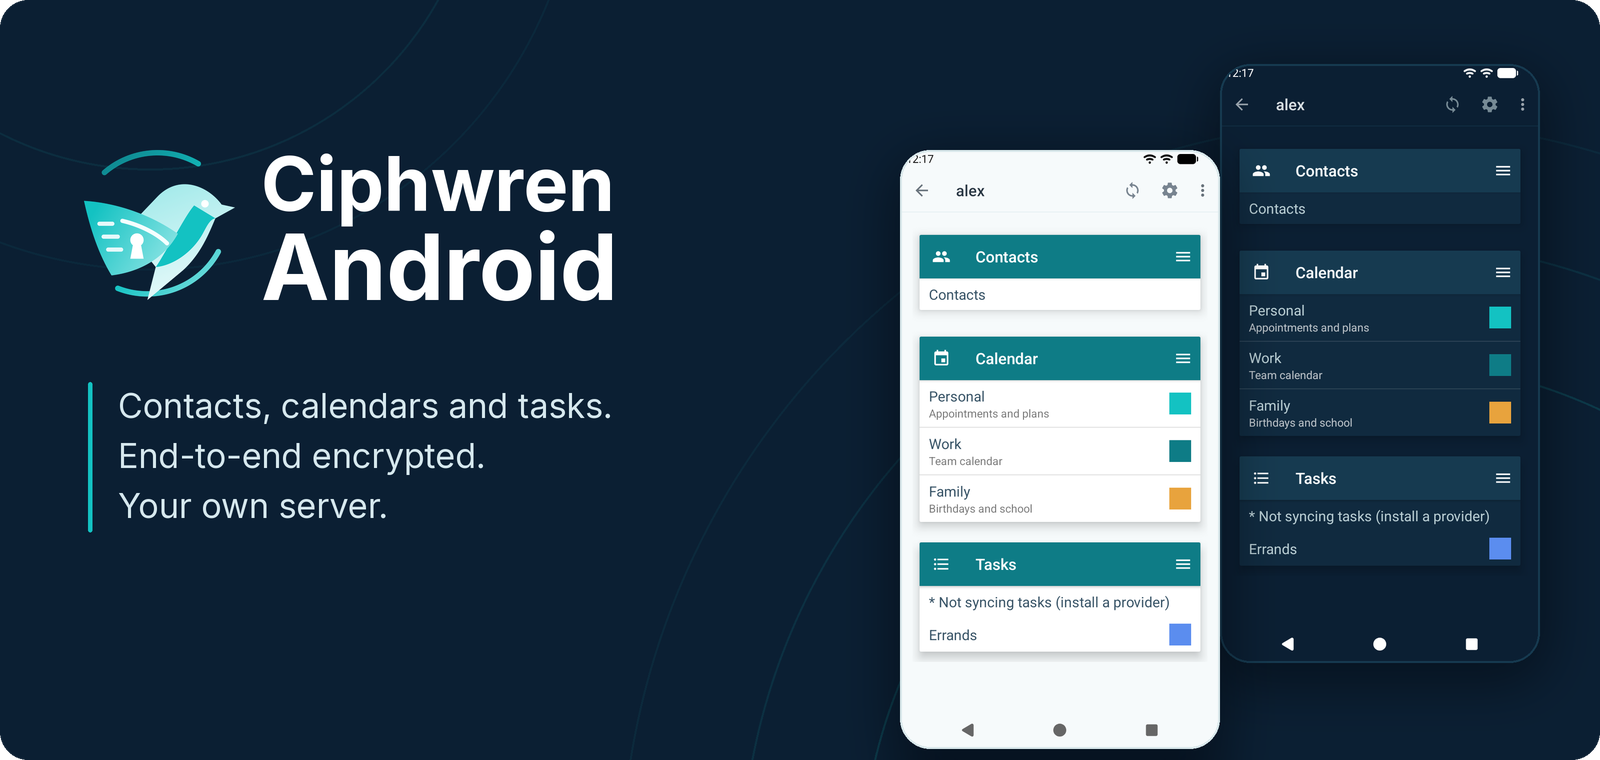 Ciphwren
Android
Contacts, calendars and tasks.
End-to-end encrypted.
Your own server.
12:17
alex
Contacts
Contacts
Calendar
Personal
Appointments and plans
Work
Team calendar
Family
Birthdays and school
Tasks
* Not syncing tasks (install a provider)
Errands
12:17
alex
Contacts
Contacts
Calendar
Personal
Appointments and plans
Work
Team calendar
Family
Birthdays and school
Tasks
* Not syncing tasks (install a provider)
Errands